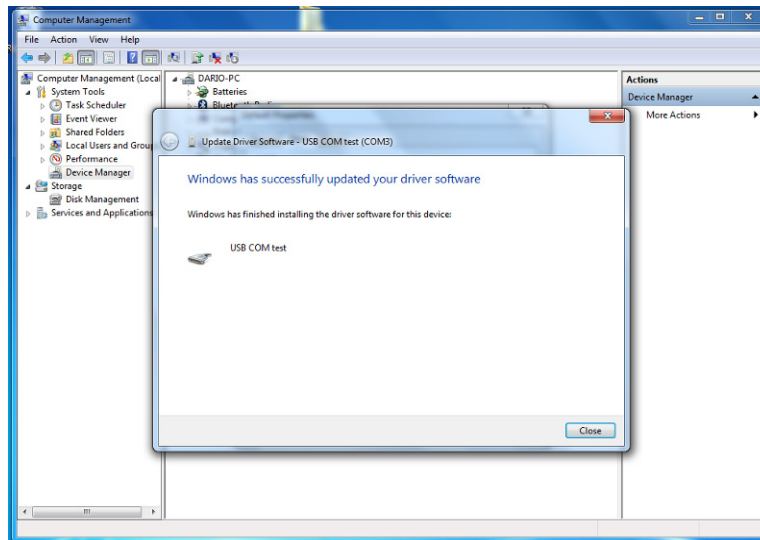 Computer Management
File Action View Help
Computer Management (Local
System Tools
Task Scheduler
Event Viewer
Shared Folders
Local Users and Grou
Performance
Device Manager
Storage
Disk Management
Services and Applications
DARIO-PC
Batteries
Actions
Device Manager
More Actions
Update Driver Software - USB COM test (COM3)
Windows has successfully updated your driver software
Windows has finished installing the driver software for this device:
USB COM test
Close